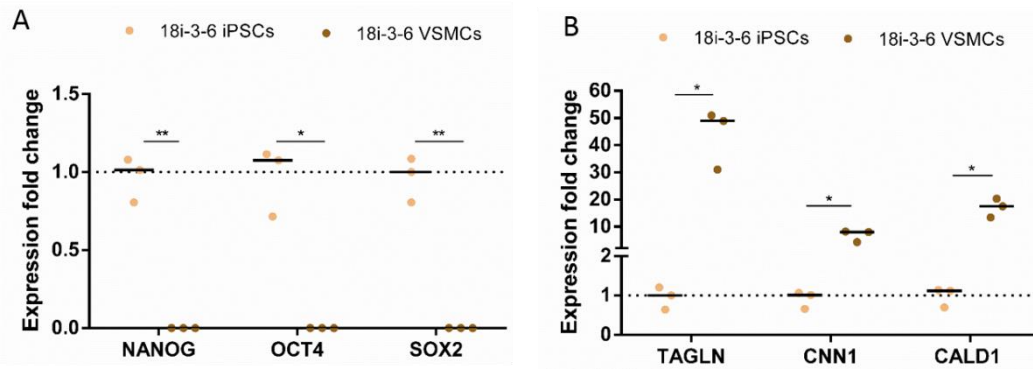 A
18i-3-6 iPSCs 18i-3-6 VSMCs
Expression fold change
1.5
1.0
0.5
0.0
** * **
NANOG OCT4 SOX2
B
18i-3-6 iPSCs 18i-3-6 VSMCs
Expression fold change
60
50
40
30
20
10
2
1
0
* * *
TAGLN CNN1 CALD1